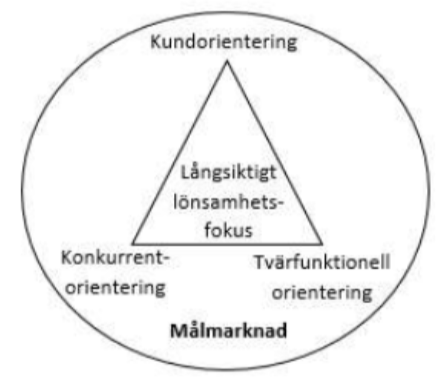 Kundorientering
Långsiktigt
lönsamhets-
fokus
Konkurrent-
orientering
Tvärfunktionell
orientering
Målmarknad